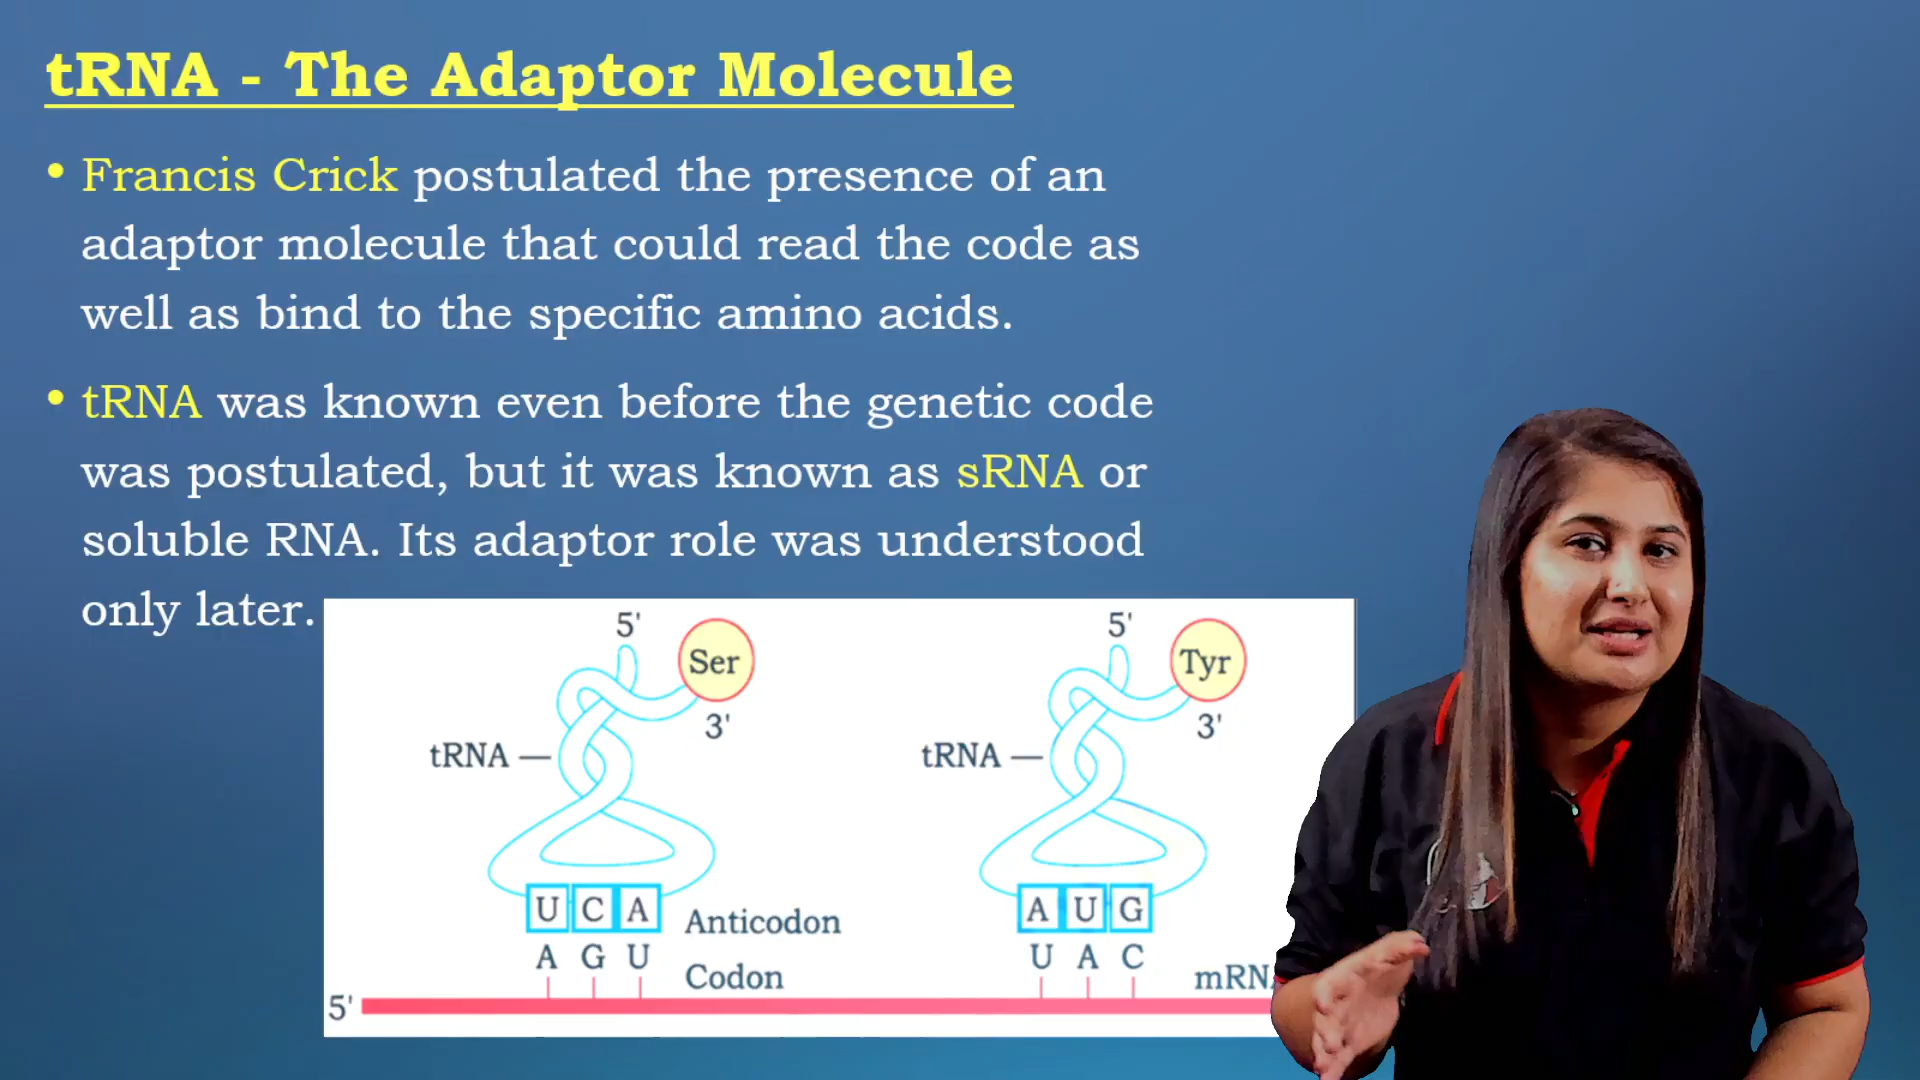 tRNA - The Adaptor Molecule
• Francis Crick postulated the presence of an
adaptor molecule that could read the code as
well as bind to the specific amino acids.
• tRNA was known even before the genetic code
was postulated, but it was known as sRNA or
soluble RNA. Its adaptor role was understood
only later.
5' Ser 5' Tyr
3' 3'
tRNA tRNA
U C A Anticodon A U G
A G U Codon U A C mRN
5'